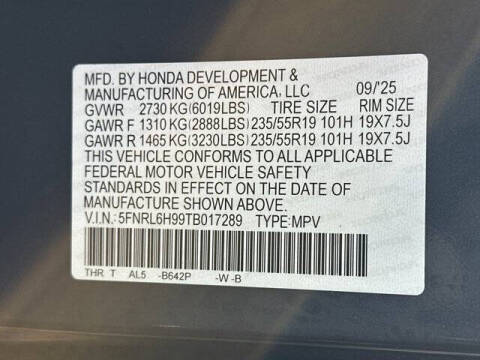 MFD. BY HONDA DEVELOPMENT &
MANUFACTURING OF AMERICA, LLC 09/'25
GVWR 2730 KG(6019LBS) TIRE SIZE RIM SIZE
GAWR F 1310 KG(2888LBS) 235/55R19 101H 19X7.5J
GAWR R 1465 KG(3230LBS) 235/55R19 101H 19X7.5J
THIS VEHICLE CONFORMS TO ALL APPLICABLE
FEDERAL MOTOR VEHICLE SAFETY
STANDARDS IN EFFECT ON THE DATE OF
MANUFACTURE SHOWN ABOVE.
V.I.N.: 5FNRL6H99TB017289 TYPE:MPV
THR T AL5 -B642P -W -B